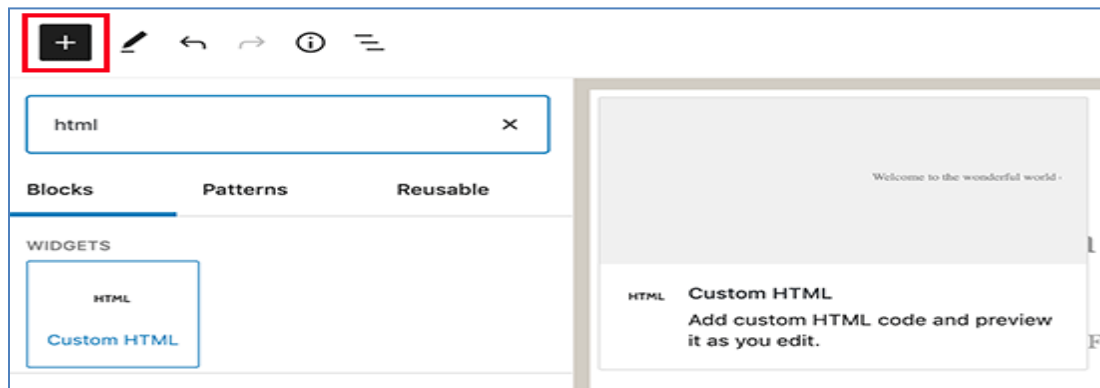 html
Blocks Patterns Reusable
WIDGETS
HTML
Custom HTML
Welcome to the wonderful world
HTML Custom HTML
Add custom HTML code and preview
it as you edit.